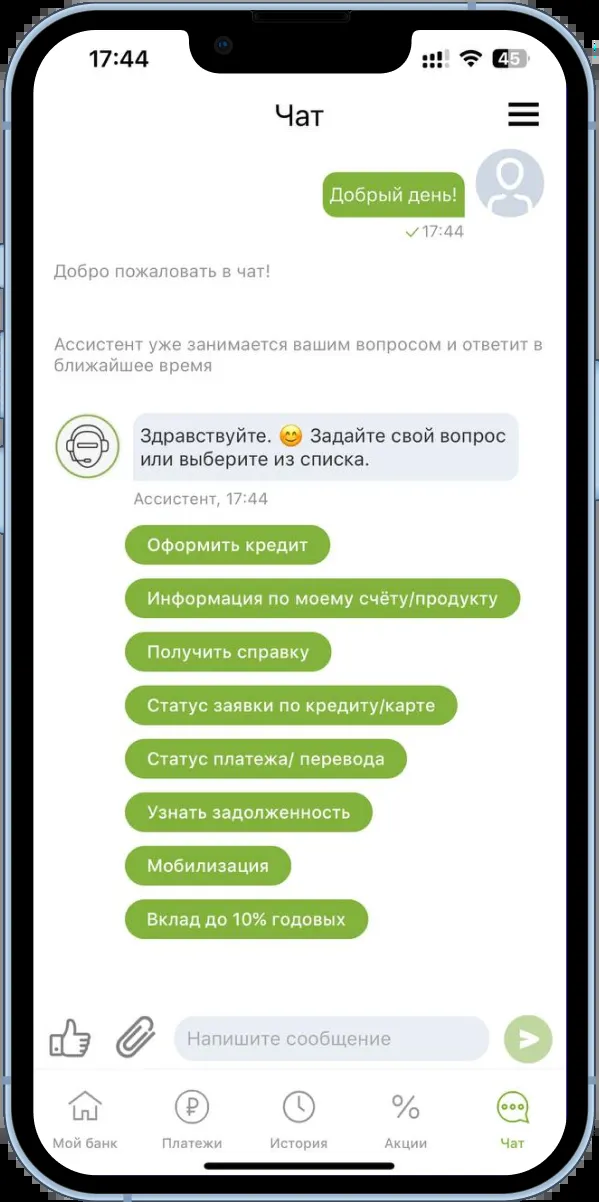 17:44
45
Чат
Добрый день!
17:44
Добро пожаловать в чат!
Ассистент уже занимается вашим вопросом и ответит в
ближайшее время
Здравствуйте. 😊 Задайте свой вопрос
или выберите из списка.
Ассистент, 17:44
Оформить кредит
Информация по моему счёту/продукту
Получить справку
Статус заявки по кредиту/карте
Статус платежа/ перевода
Узнать задолженность
Мобилизация
Вклад до 10% годовых
Напишите сообщение
Мой банк
Платежи
История
Акции
Чат